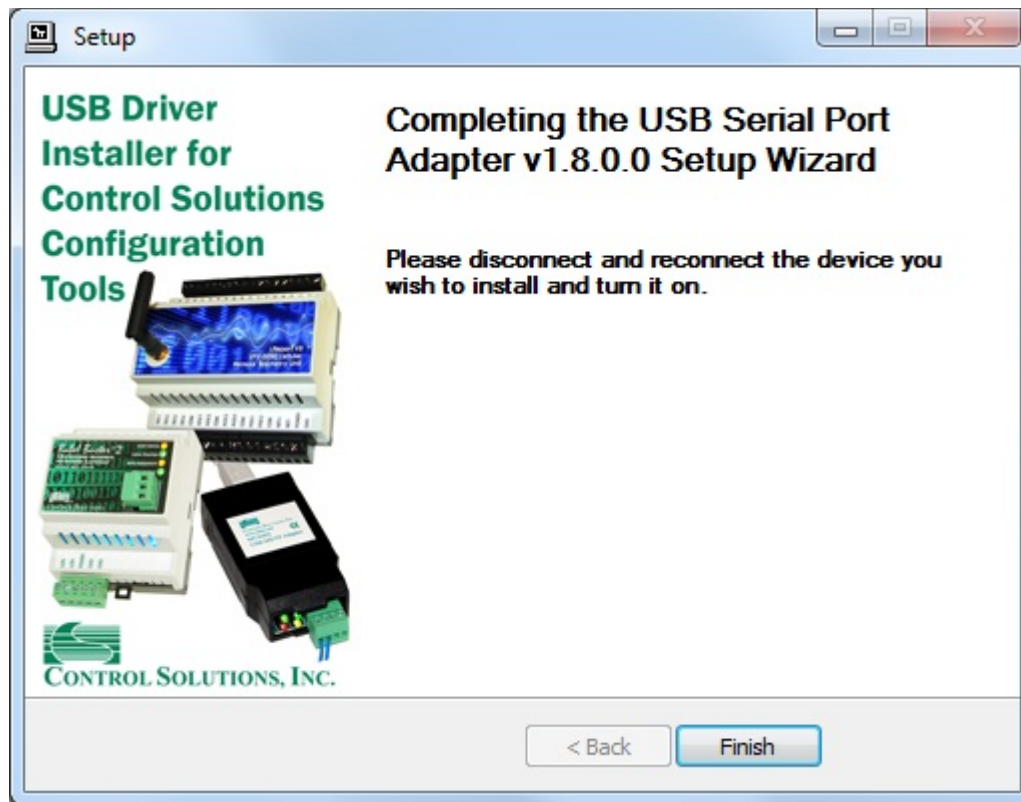 Setup
USB Driver
Installer for
Control Solutions
Configuration
Tools
CONTROL SOLUTIONS, INC.
Completing the USB Serial Port
Adapter v1.8.0.0 Setup Wizard
Please disconnect and reconnect the device you
wish to install and turn it on.
< Back
Finish